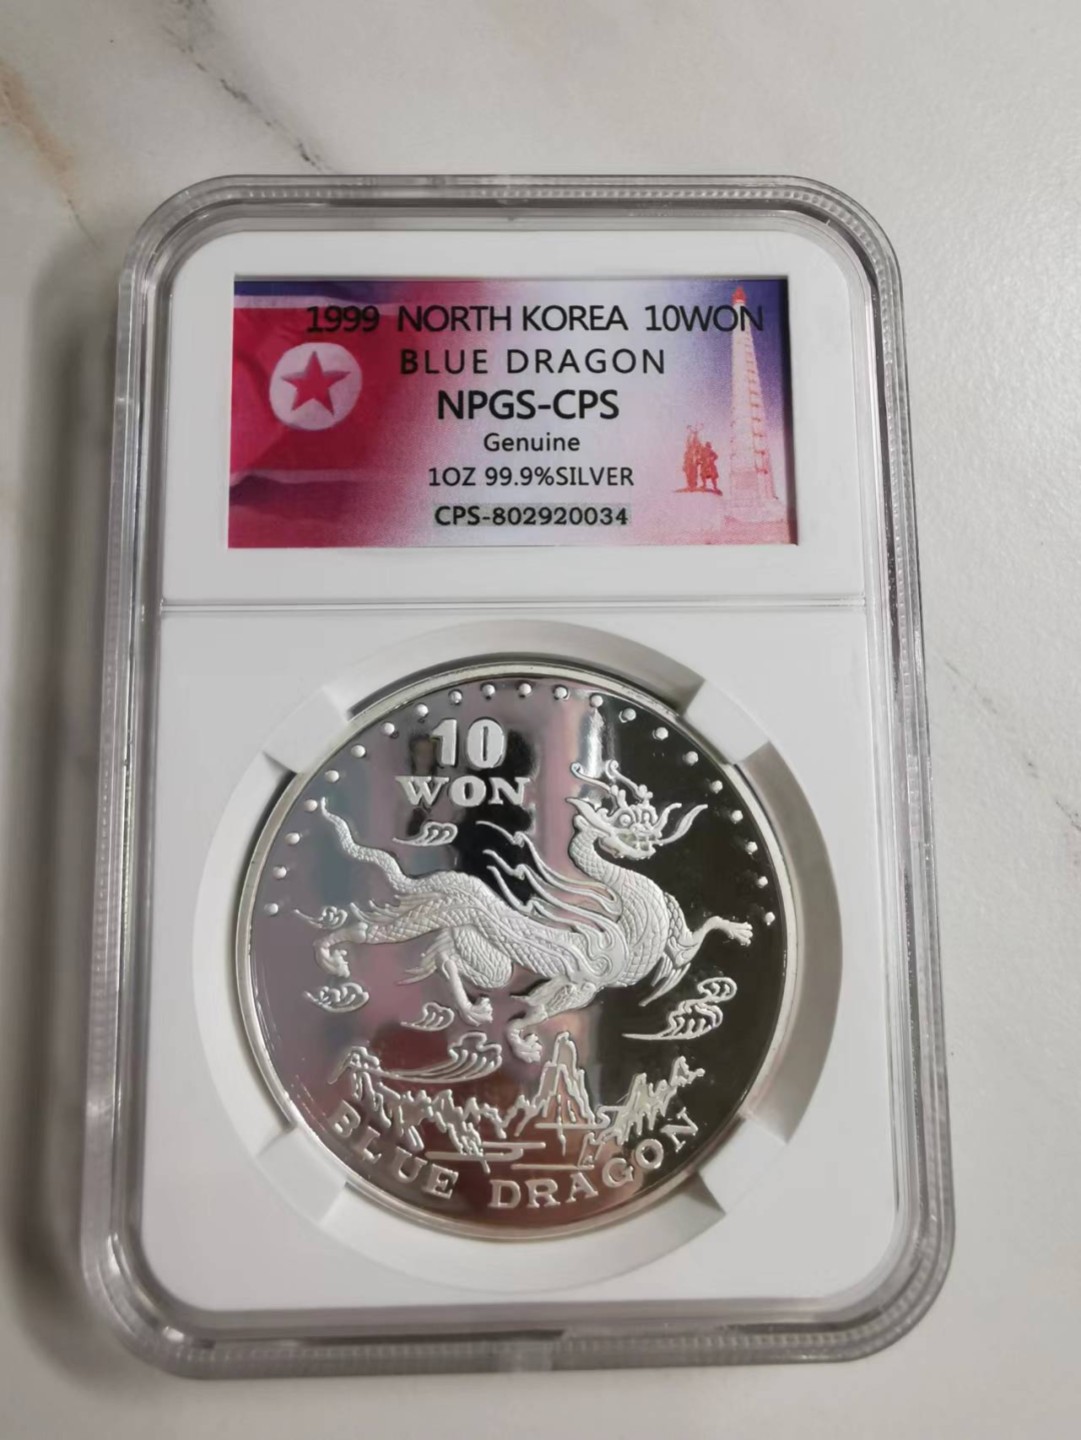 1999 NORTH KOREA 10WON
BLUE DRAGON
NPGS-CPS
Genuine
1OZ 99.9%SILVER
CPS-802920034
10
WON
BLUE DRAGON